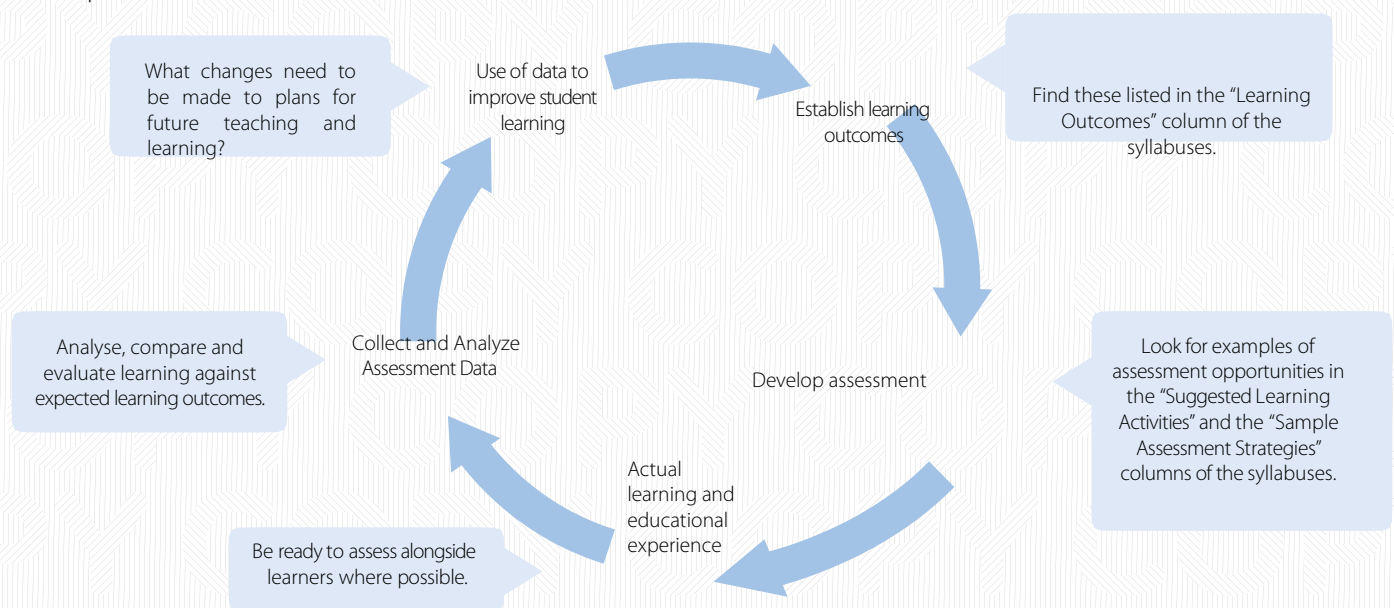 What changes need to
be made to plans for
future teaching and
learning?
Use of data to
improve student
learning
Establish learning
outcomes
Find these listed in the “Learning
Outcomes” column of the
syllabuses.
Analyse, compare and
evaluate learning against
expected learning outcomes.
Collect and Analyze
Assessment Data
Develop assessment
Look for examples of
assessment opportunities in
the “Suggested Learning
Activities” and the “Sample
Assessment Strategies”
columns of the syllabuses.
Actual
learning and
educational
experience
Be ready to assess alongside
learners where possible.